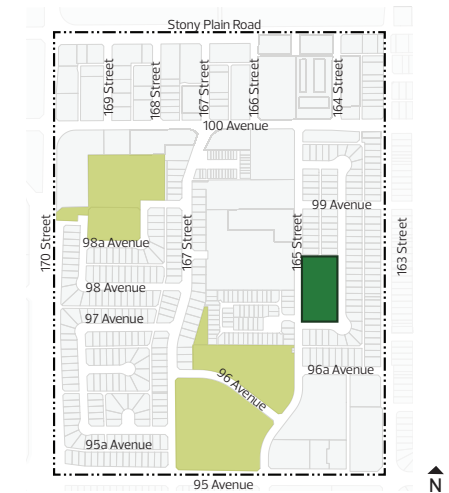 Stony Plain Road
169 Street
168 Street
167 Street
166 Street
164 Street
100 Avenue
99 Avenue
170 Street
167 Street
165 Street
163 Street
98a Avenue
98 Avenue
97 Avenue
96 Avenue
96a Avenue
95a Avenue
95 Avenue
N